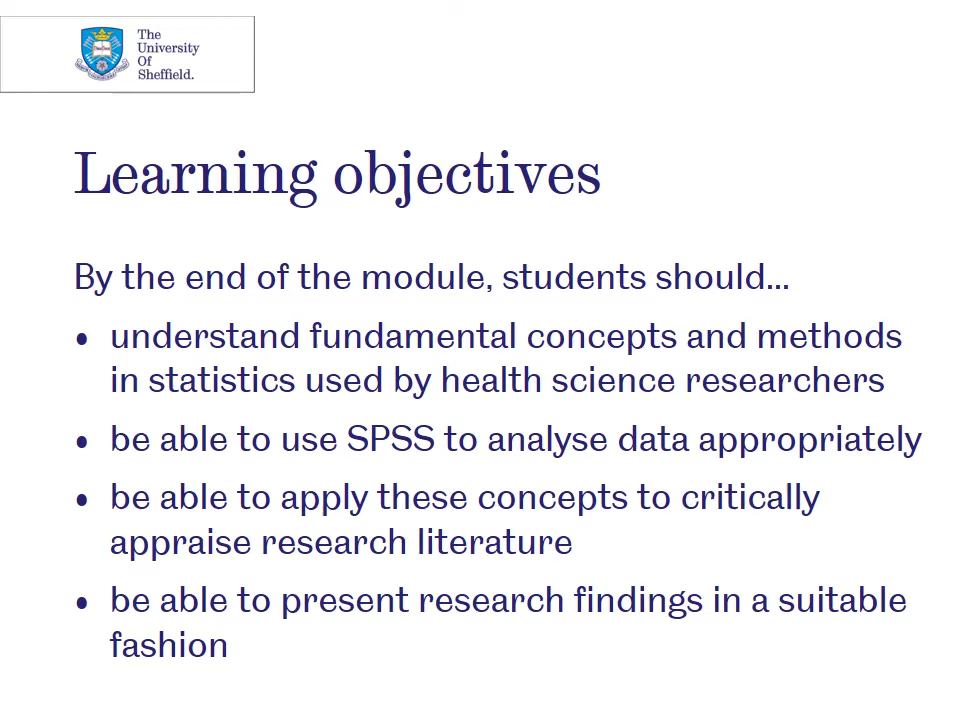 The
University
Of
Sheffield.
Learning objectives
By the end of the module, students should...
• understand fundamental concepts and methods
in statistics used by health science researchers
• be able to use SPSS to analyse data appropriately
• be able to apply these concepts to critically
appraise research literature
• be able to present research findings in a suitable
fashion